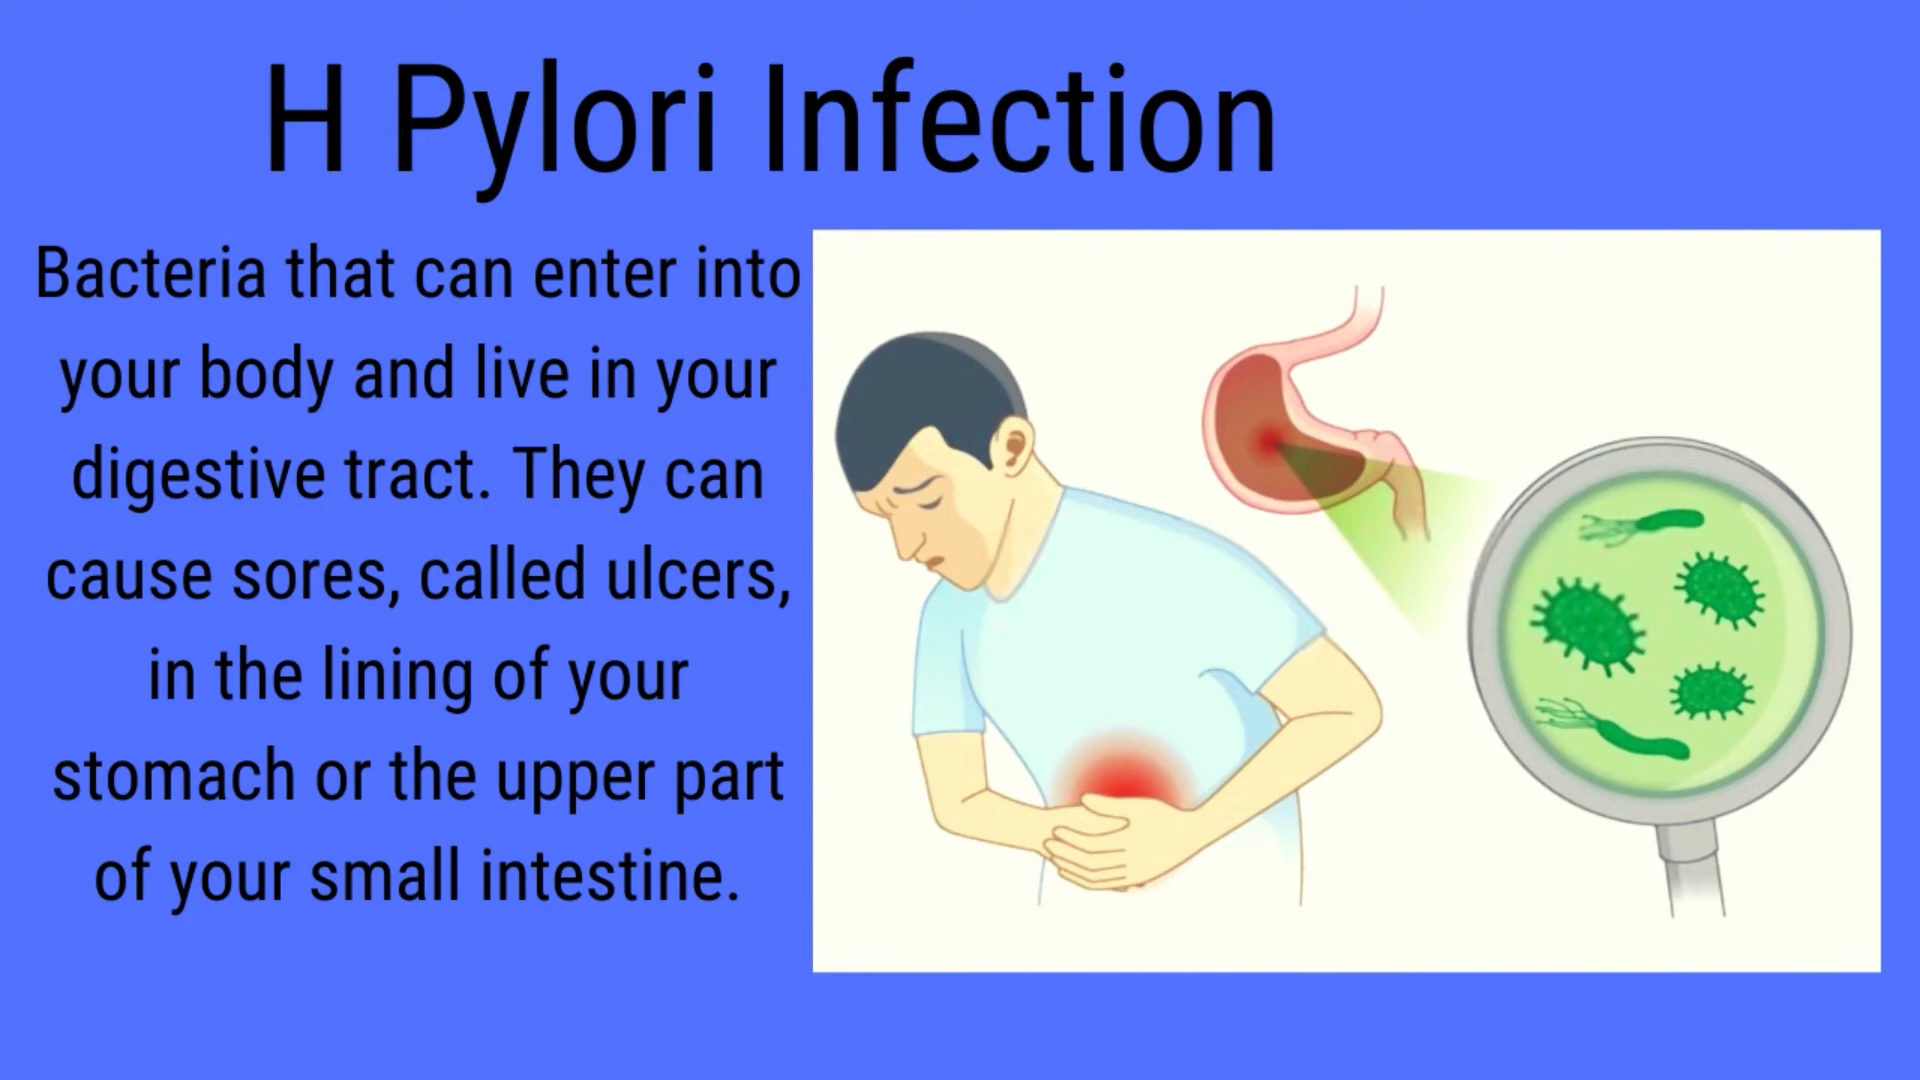 H Pylori Infection
Bacteria that can enter into
your body and live in your
digestive tract. They can
cause sores, called ulcers,
in the lining of your
stomach or the upper part
of your small intestine.